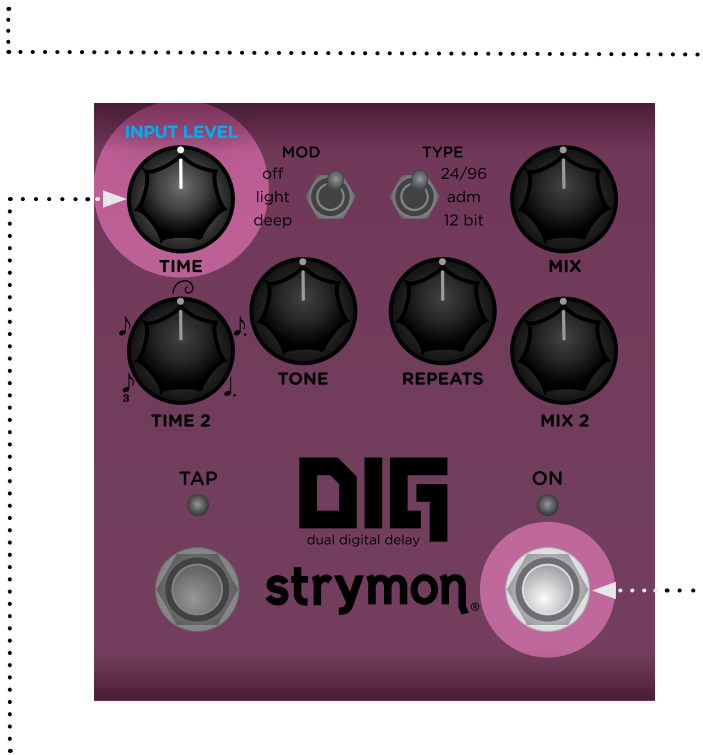 INPUT LEVEL
MOD
off
light
deep
TYPE
24/96
adm
12 bit
TIME
MIX
3
TONE
REPEATS
TIME 2
MIX 2
TAP
DIG
ON
dual digital delay
strymon®